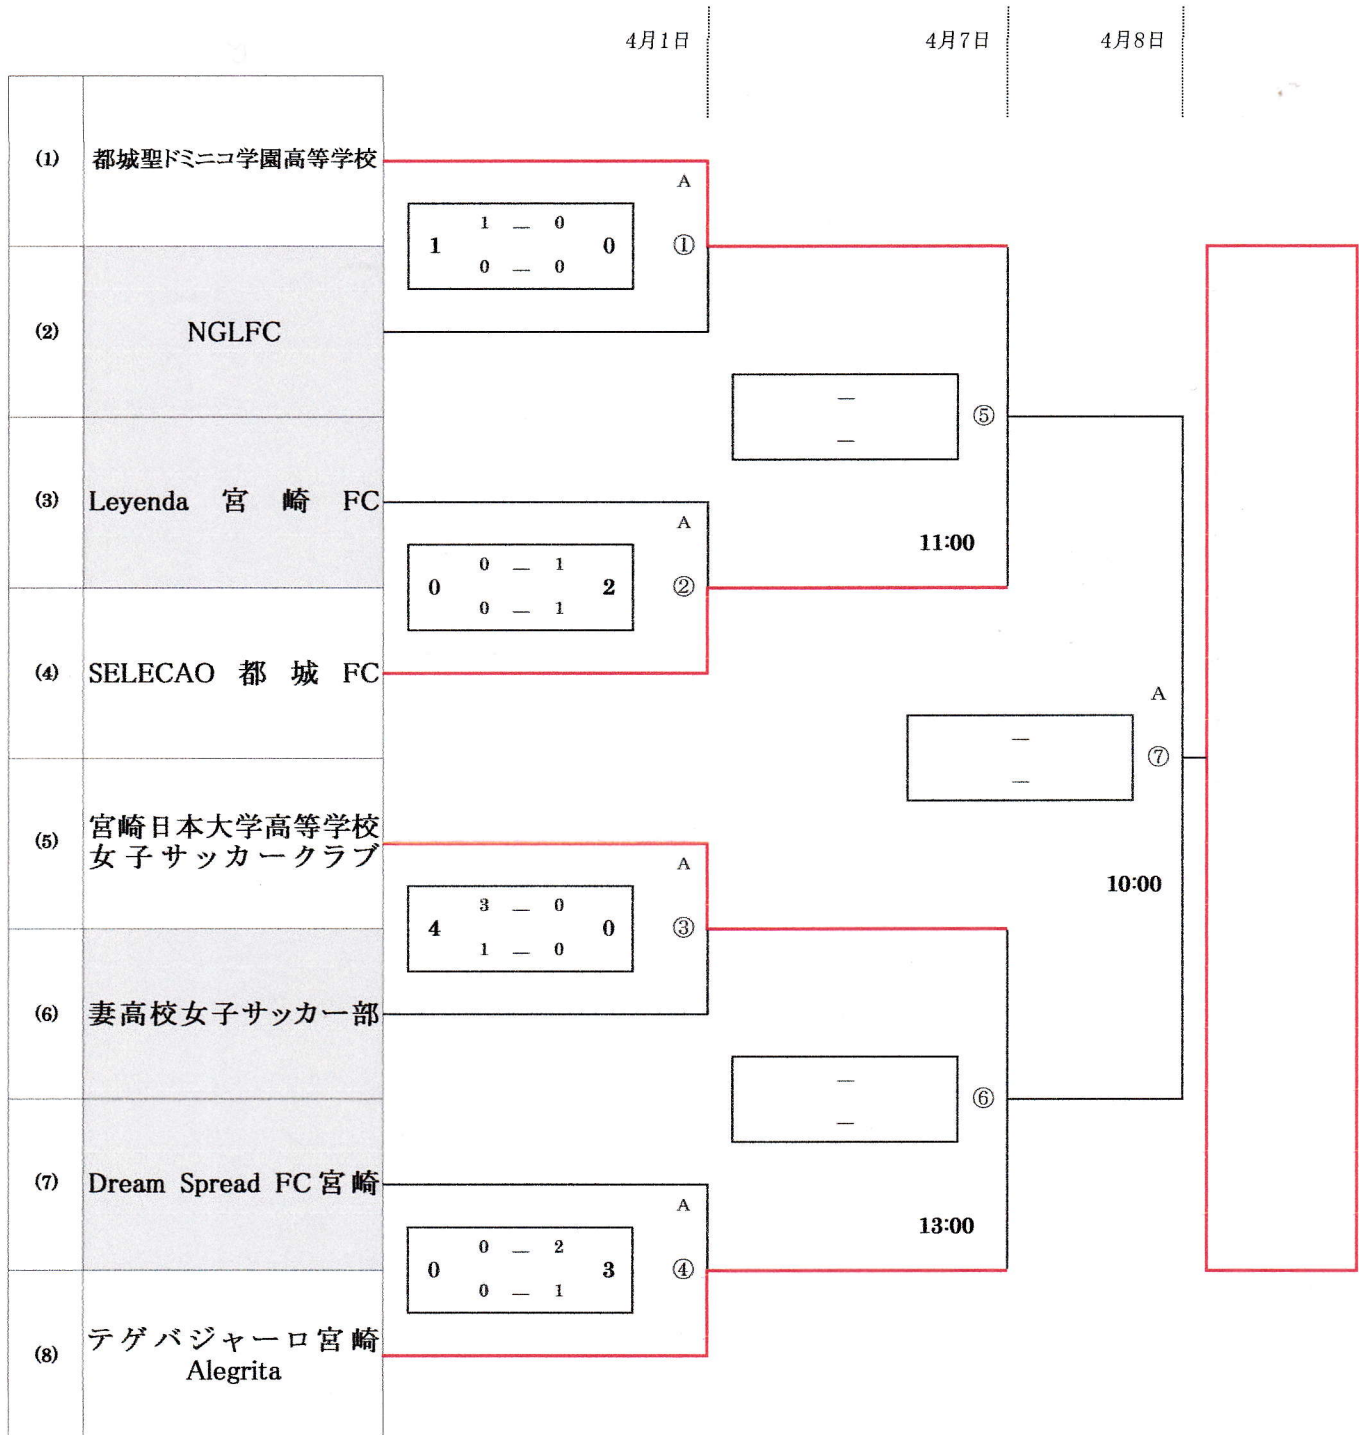 4月1日 4月7日 4月8日
(1) 都城聖ドミニコ学園高等学校
A
1 — 0
1 0 ①
0 — 0
(2) NGLFC
—
⑤
—
(3) Leyenda 宮崎 FC
A
11:00
0 — 1
0 2 ②
0 — 1
(4) SELECAO 都城 FC
A
—
⑦
—
(5) 宮崎日本大学高等学校
女子サッカークラブ
A
10:00
3 — 0
4 0 ③
1 — 0
(6) 妻高校女子サッカー部
—
⑥
—
(7) Dream Spread FC宮崎
A
13:00
0 — 2
0 3 ④
0 — 1
(8) テゲバジャーロ宮崎
Alegrita